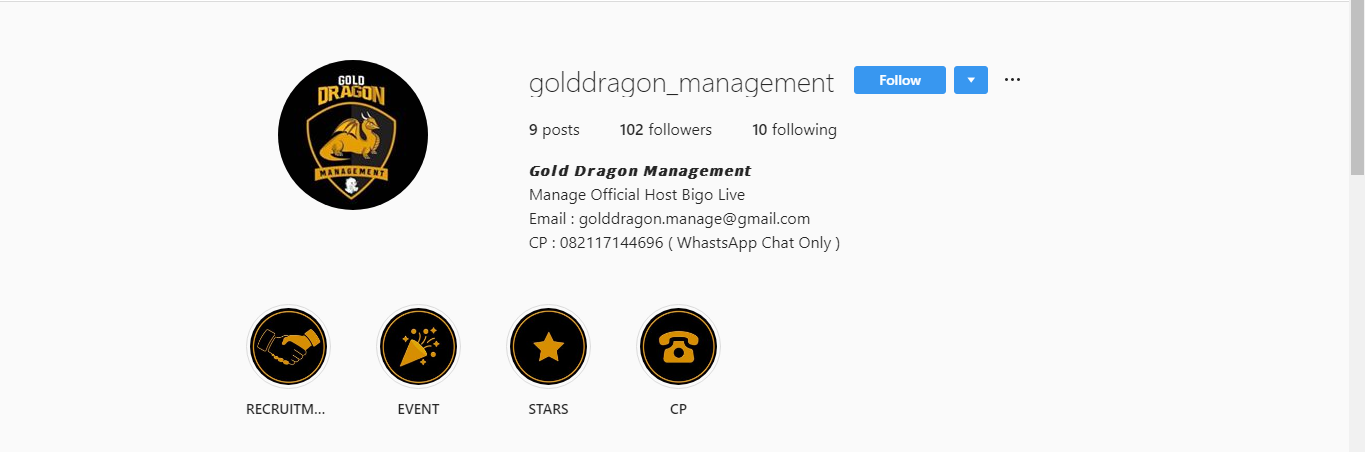 GOLD
DRAGON
MANAGEMENT
golddragon_management
Follow
9 posts
102 followers
10 following
Gold Dragon Management
Manage Official Host Bigo Live
Email : golddragon.manage@gmail.com
CP : 082117144696 ( WhastsApp Chat Only )
RECRUITM...
EVENT
STARS
CP